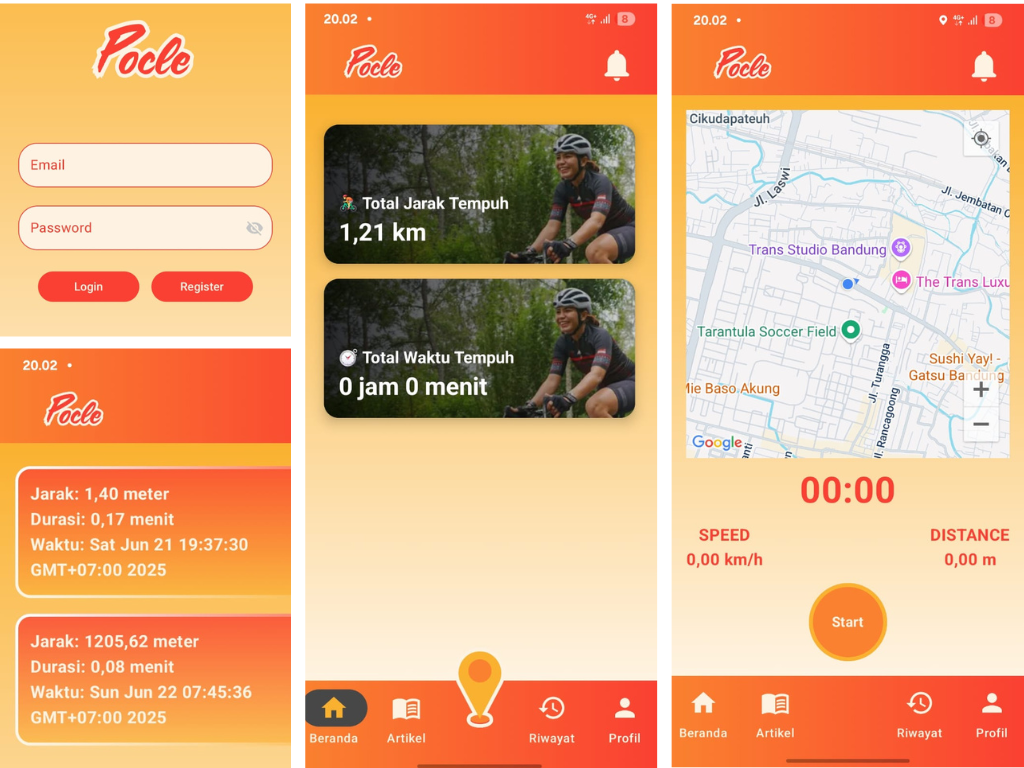 Pocle
Email
Password
Login
Register
20.02
Pocle
Jarak: 1,40 meter
Durasi: 0,17 menit
Waktu: Sat Jun 21 19:37:30
GMT+07:00 2025
Jarak: 1205,62 meter
Durasi: 0,08 menit
Waktu: Sun Jun 22 07:45:36
GMT+07:00 2025
20.02
4G+
8
Pocle
Total Jarak Tempuh
1,21 km
Total Waktu Tempuh
0 jam 0 menit
Beranda
Artikel
Riwayat
Profil
20.02
4G+
8
Pocle
Cikudapateuh
Jl. Laswi
Jl. Jembatan
Trans Studio Bandung
The Trans Luxu
Tarantula Soccer Field
Jl. Turangga
Sushi Yay! -
Gatsu Bandung
Mie Baso Akung
Jl. Rancagoong
Google
00:00
SPEED
DISTANCE
0,00 km/h
0,00 m
Start
Beranda
Artikel
Riwayat
Profil